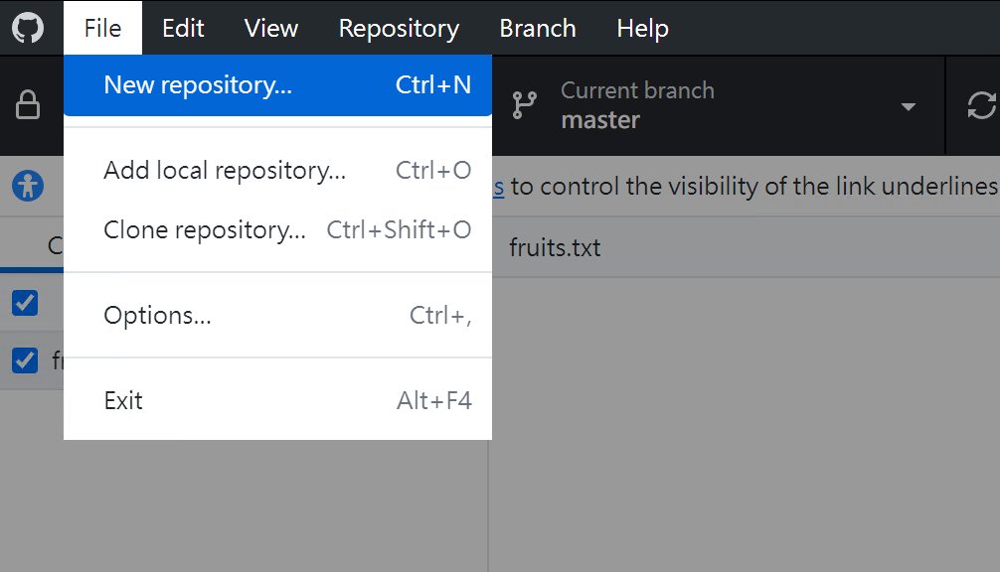 File Edit View Repository Branch Help
New repository... Ctrl+N
Current branch
master
Add local repository... Ctrl+O
s to control the visibility of the link underlines
Clone repository... Ctrl+Shift+O
fruits.txt
Options... Ctrl+,
Exit Alt+F4